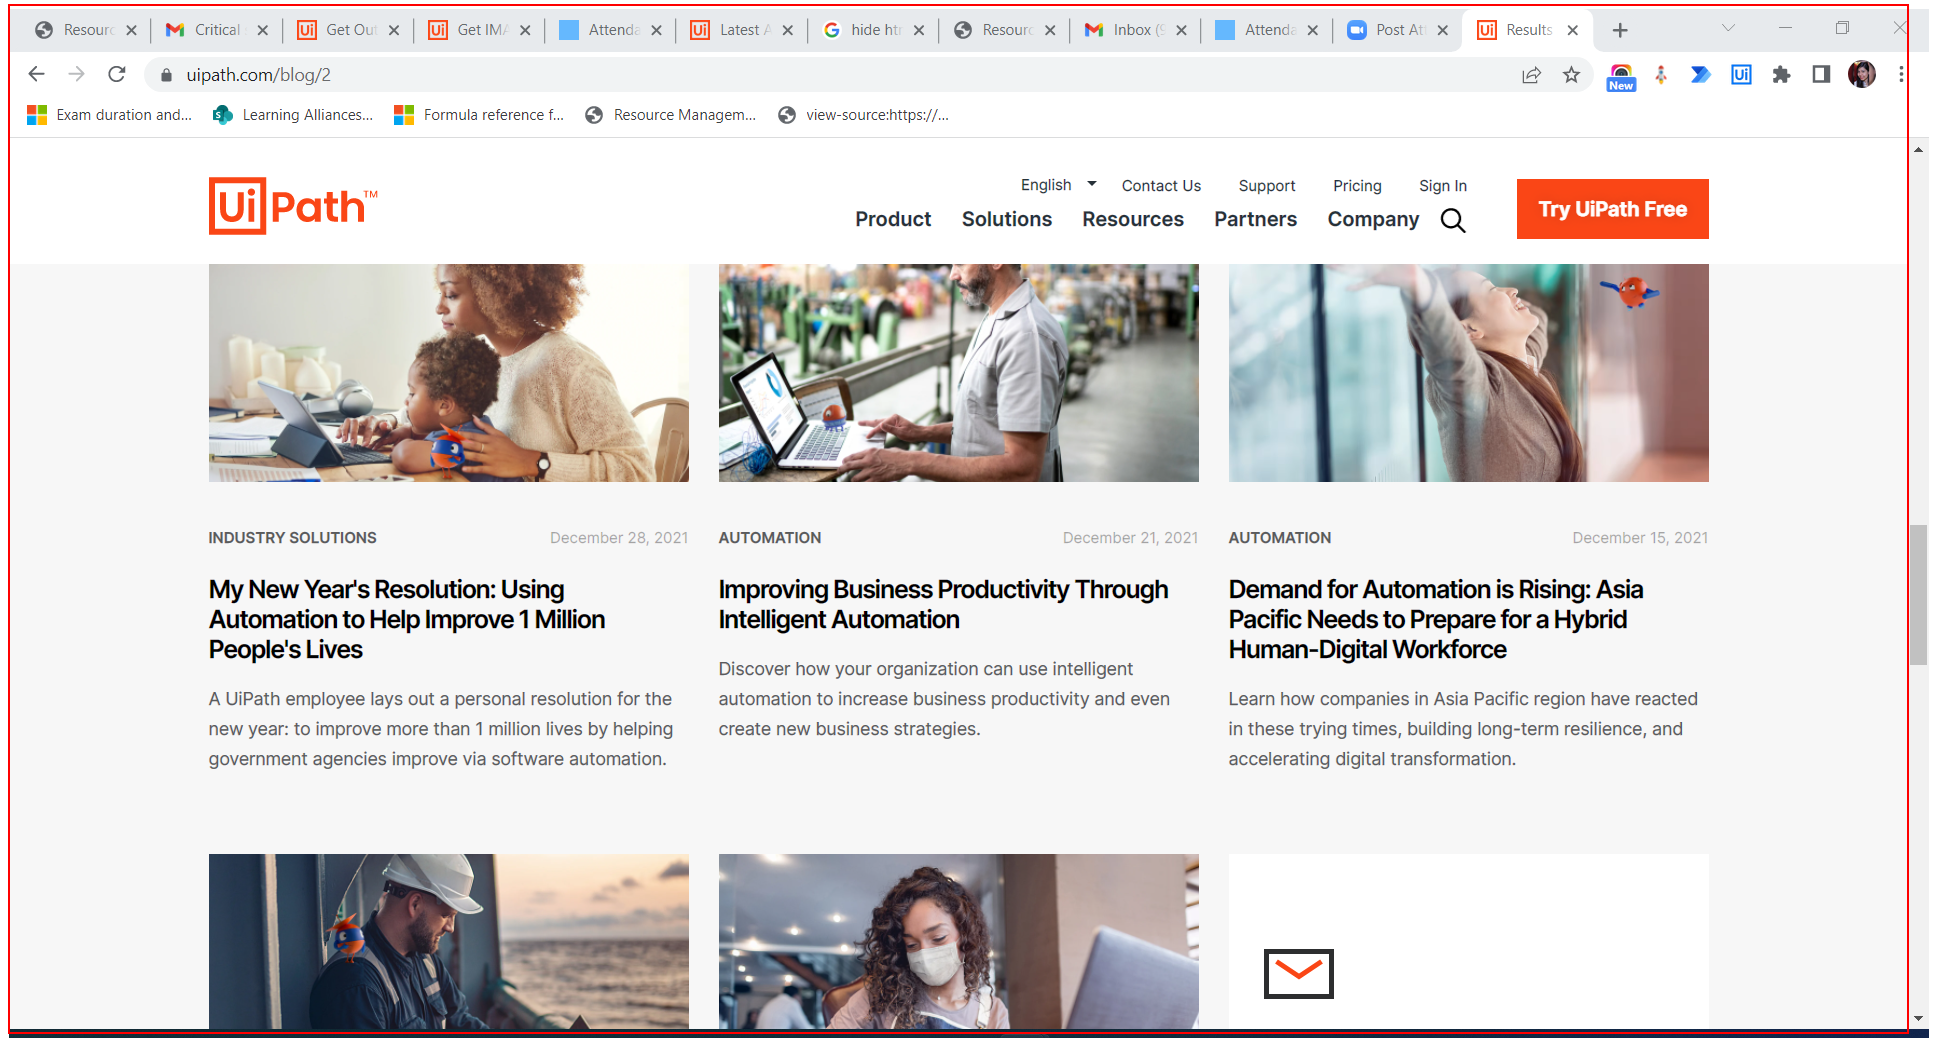 Resourc
Critical
Get Out
Get IMA
Attenda
Latest A
hide htm
Resourc
Inbox (9
Attenda
Post Att
Results
uipath.com/blog/2
New
Ui
Exam duration and...
Learning Alliances...
Formula reference f...
Resource Managem...
view-source:https://...
UiPath™
English
Contact Us
Support
Pricing
Sign In
Product
Solutions
Resources
Partners
Company
Try UiPath Free
INDUSTRY SOLUTIONS
December 28, 2021
My New Year's Resolution: Using
Automation to Help Improve 1 Million
People's Lives
A UiPath employee lays out a personal resolution for the
new year: to improve more than 1 million lives by helping
government agencies improve via software automation.
AUTOMATION
December 21, 2021
Improving Business Productivity Through
Intelligent Automation
Discover how your organization can use intelligent
automation to increase business productivity and even
create new business strategies.
AUTOMATION
December 15, 2021
Demand for Automation is Rising: Asia
Pacific Needs to Prepare for a Hybrid
Human-Digital Workforce
Learn how companies in Asia Pacific region have reacted
in these trying times, building long-term resilience, and
accelerating digital transformation.